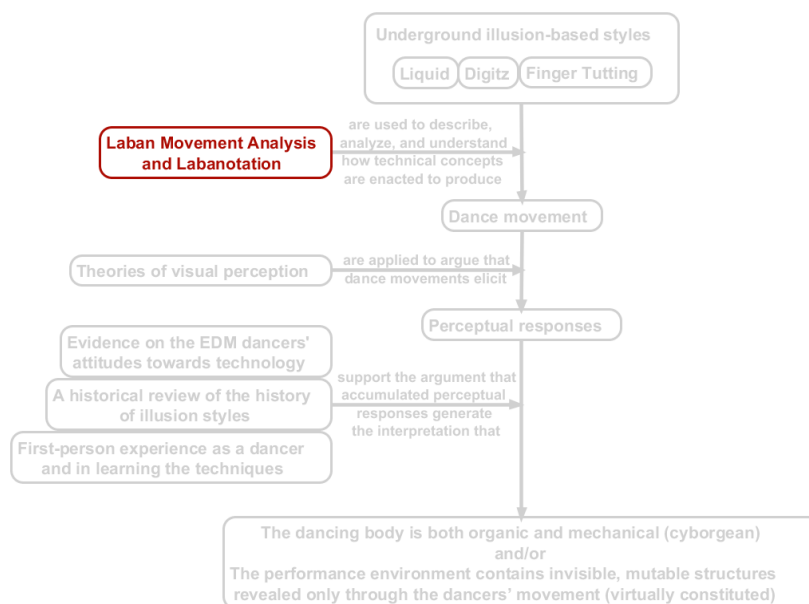 Underground illusion-based styles
Liquid Digitz Finger Tutting
are used to describe,
analyze, and understand
how technical concepts
are enacted to produce
Laban Movement Analysis
and Labanotation
Dance movement
Theories of visual perception
are applied to argue that
dance movements elicit
Perceptual responses
Evidence on the EDM dancers'
attitudes towards technology
A historical review of the history
of illusion styles
First-person experience as a dancer
and in learning the techniques
support the argument that
accumulated perceptual
responses generate
the interpretation that
The dancing body is both organic and mechanical (cyborgean)
and/or
The performance environment contains invisible, mutable structures
revealed only through the dancers’ movement (virtually constituted)